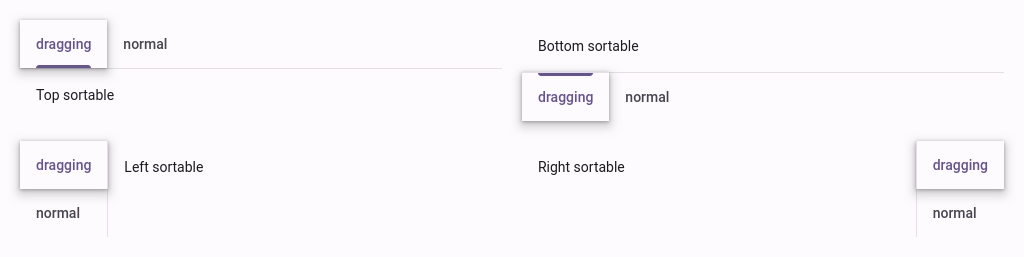 dragging normal
Top sortable
Bottom sortable
dragging normal
dragging
Left sortable
normal
Right sortable
dragging
normal